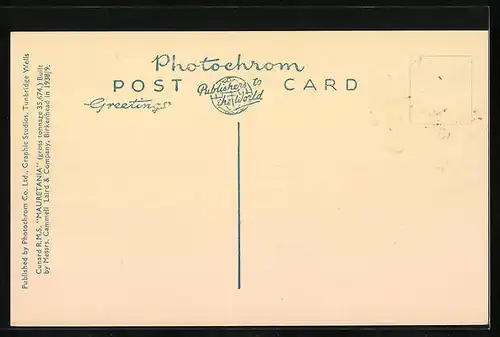 Photochrom
POST CARD
Publishers to
the World
Greetings
Published by Photochrom Co. Ltd., Graphic Studios, Tunbridge Wells
Cunard R.M.S. "MAURETANIA" (gross tonnage 35,674.) Built
by Messrs. Cammell Laird & Company, Birkenhead in 1938/9.